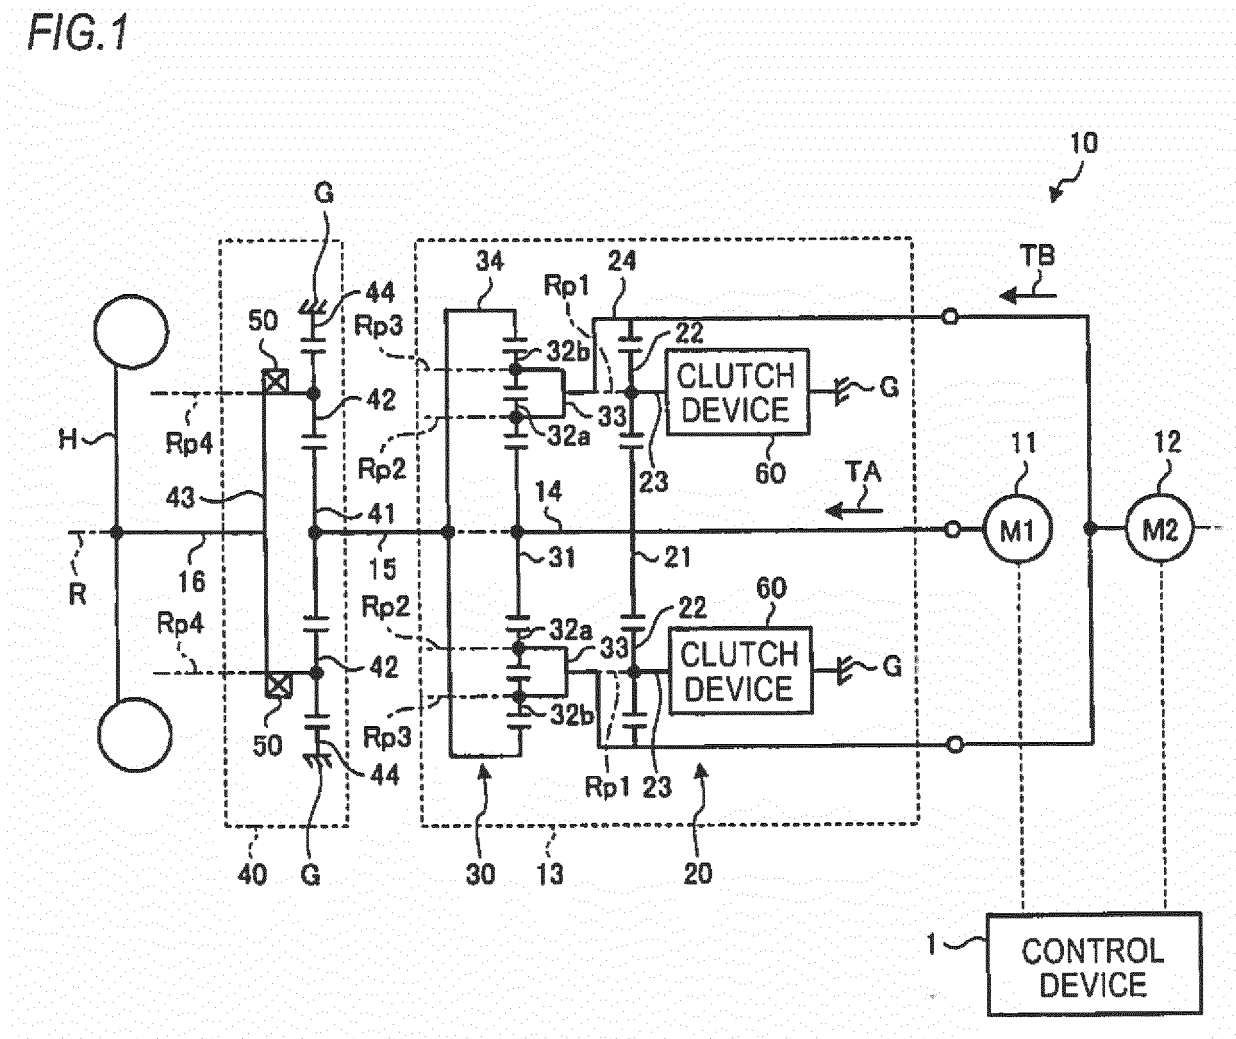 FIG.1
10
G
TB
34
Rp1
24
44
50
Rp3
32b
22
CLUTCH
DEVICE
G
33
42
H
Rp4
Rp2
32a
23
60
TA
11
12
43
41
14
M1
M2
R
16
15
31
21
60
Rp4
Rp2
32a
33
22
CLUTCH
DEVICE
G
42
50
Rp3
32b
44
Rp1
23
40
G
30
13
20
1
CONTROL
DEVICE